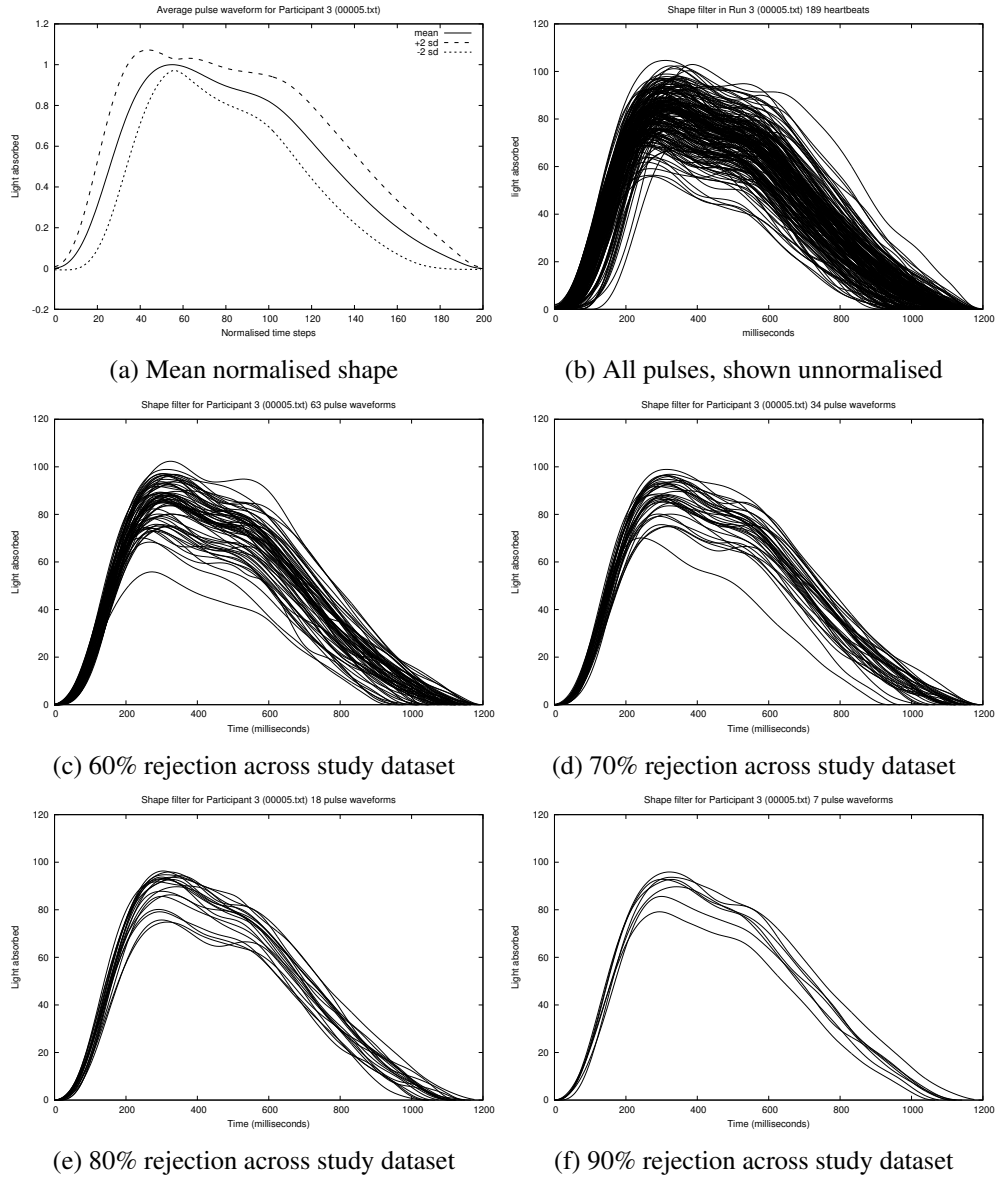 Average pulse waveform for Participant 3 (00005.txt)
mean
+2 sd
-2 sd
1.2
1
0.8
0.6
0.4
0.2
0
-0.2
Light absorbed
0 20 40 60 80 100 120 140 160 180 200
Normalised time steps
(a) Mean normalised shape
Shape filter in Run 3 (00005.txt) 189 heartbeats
120
100
80
60
40
20
0
light absorbed
0 200 400 600 800 1000 1200
milliseconds
(b) All pulses, shown unnormalised
Shape filter for Participant 3 (00005.txt) 63 pulse waveforms
120
100
80
60
40
20
0
Light absorbed
0 200 400 600 800 1000 1200
Time (milliseconds)
(c) 60% rejection across study dataset
Shape filter for Participant 3 (00005.txt) 34 pulse waveforms
120
100
80
60
40
20
0
Light absorbed
0 200 400 600 800 1000 1200
Time (milliseconds)
(d) 70% rejection across study dataset
Shape filter for Participant 3 (00005.txt) 18 pulse waveforms
120
100
80
60
40
20
0
Light absorbed
0 200 400 600 800 1000 1200
Time (milliseconds)
(e) 80% rejection across study dataset
Shape filter for Participant 3 (00005.txt) 7 pulse waveforms
120
100
80
60
40
20
0
Light absorbed
0 200 400 600 800 1000 1200
Time (milliseconds)
(f) 90% rejection across study dataset